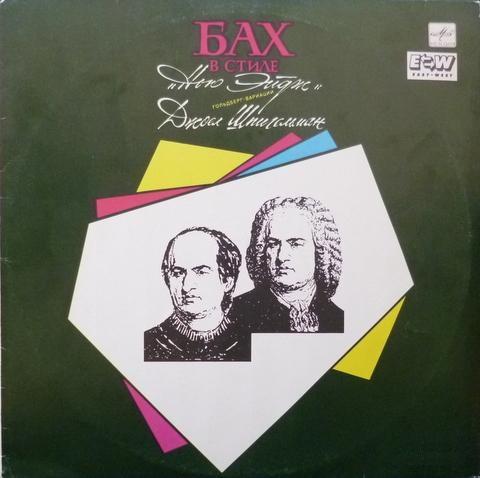 БАХ
В СТИЛЕ
„Нью Эйдж“
ГОЛЬДБЕРГ-ВАРИАЦИИ
Джоэл Шпигельман
E W
EAST-WEST